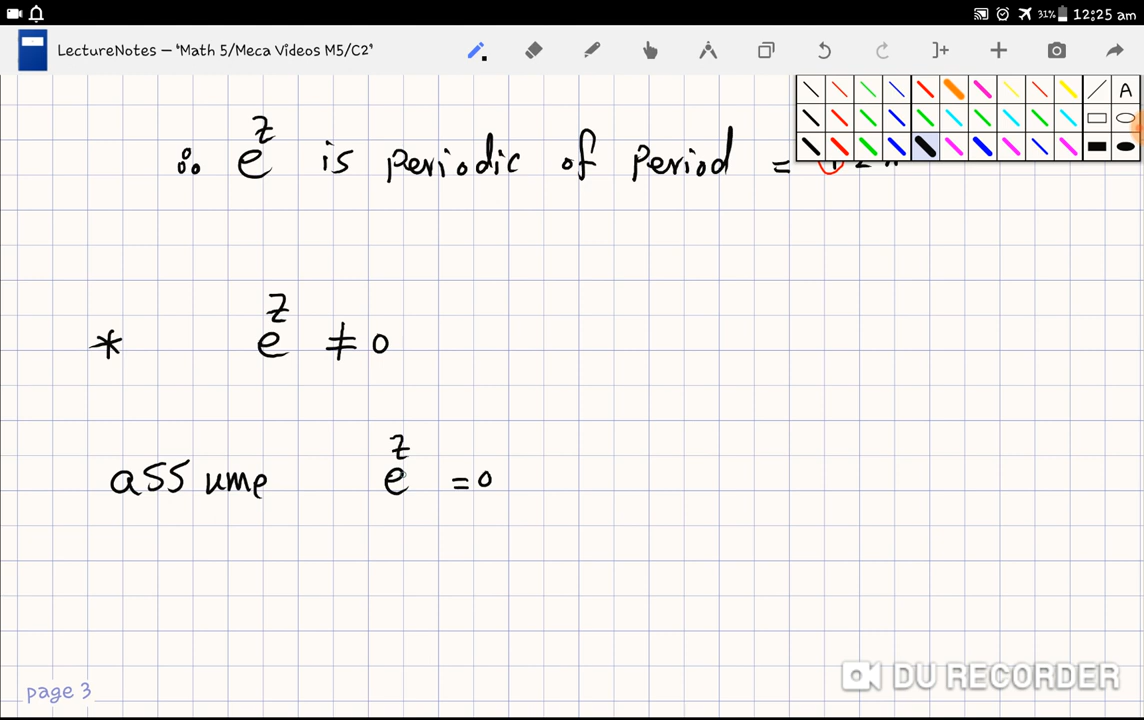 31% 12:25 am
LectureNotes – ‘Math 5/Meca Videos M5/C2’
A
∴ e^z is periodic of period =
* e^z ≠ 0
assume e^z = 0
page 3
DU RECORDER